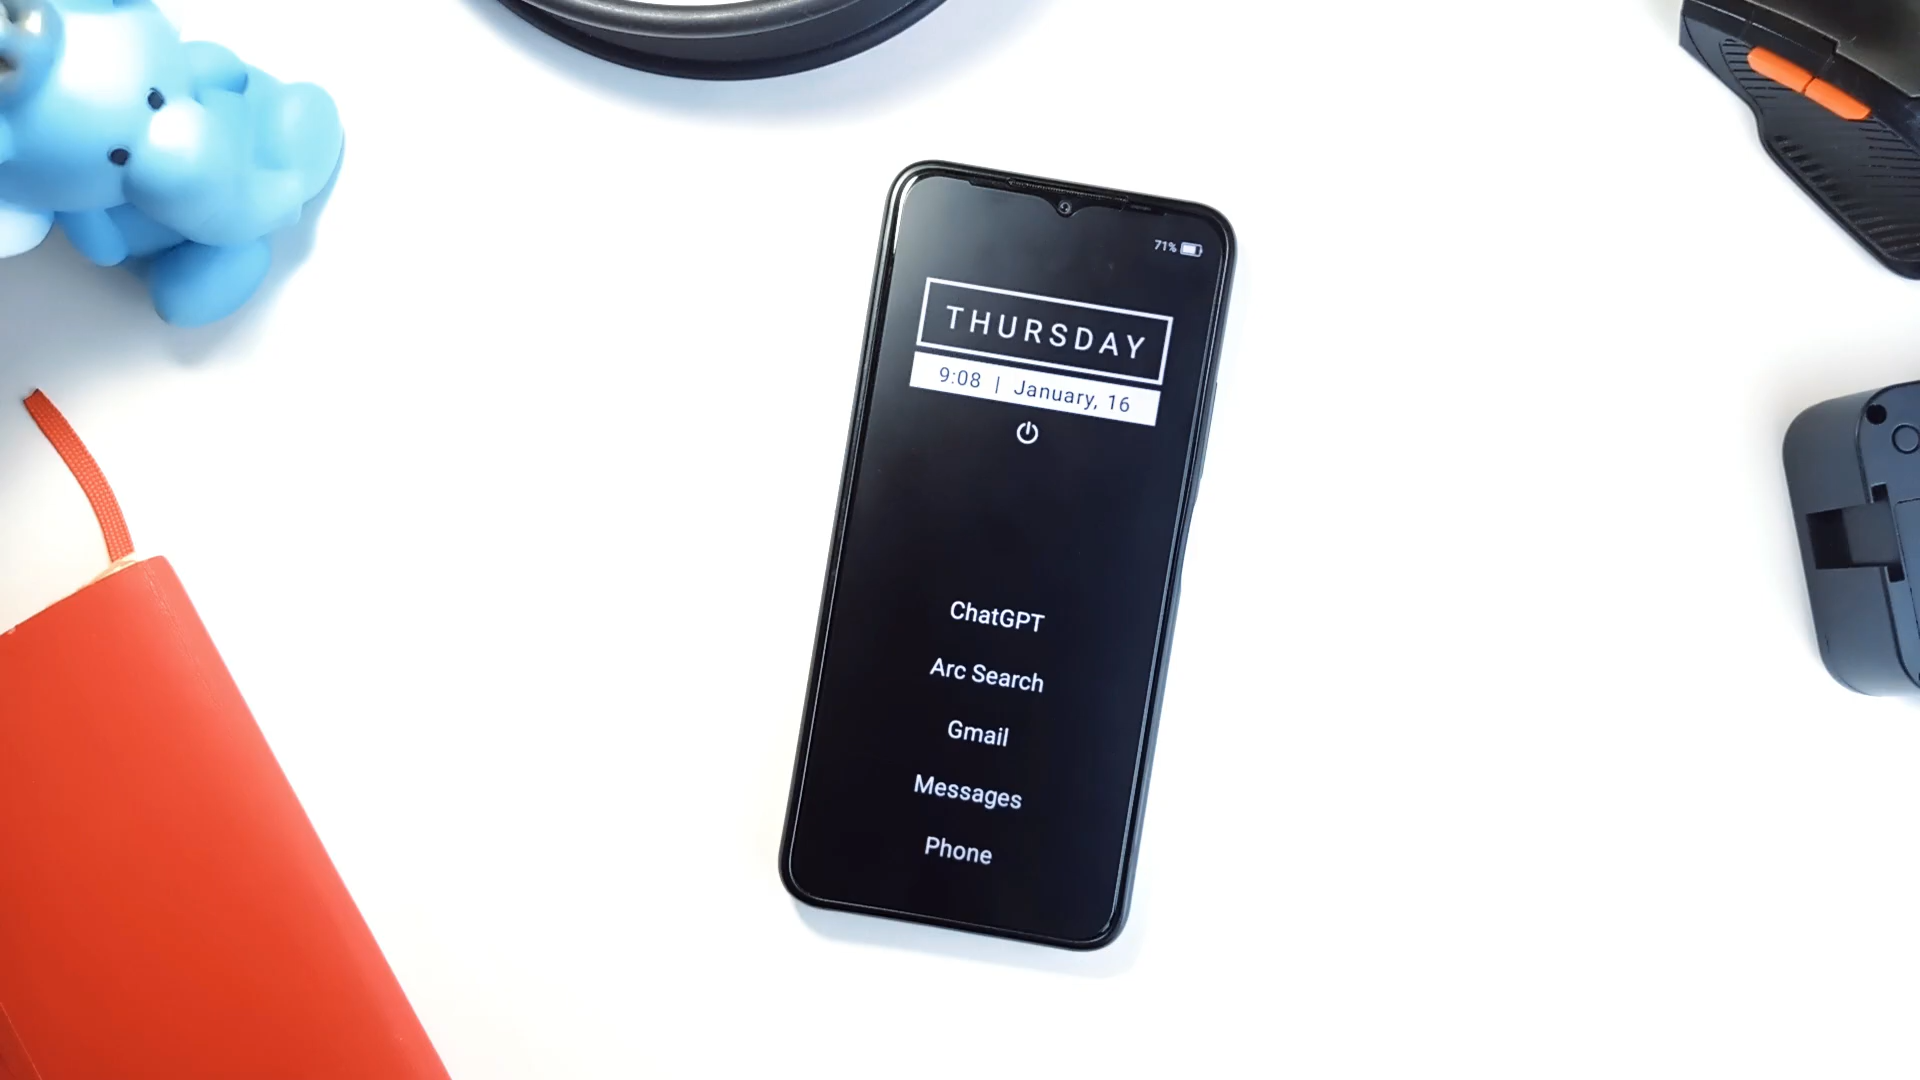 71%
THURSDAY
9:08 | January, 16
ChatGPT
Arc Search
Gmail
Messages
Phone